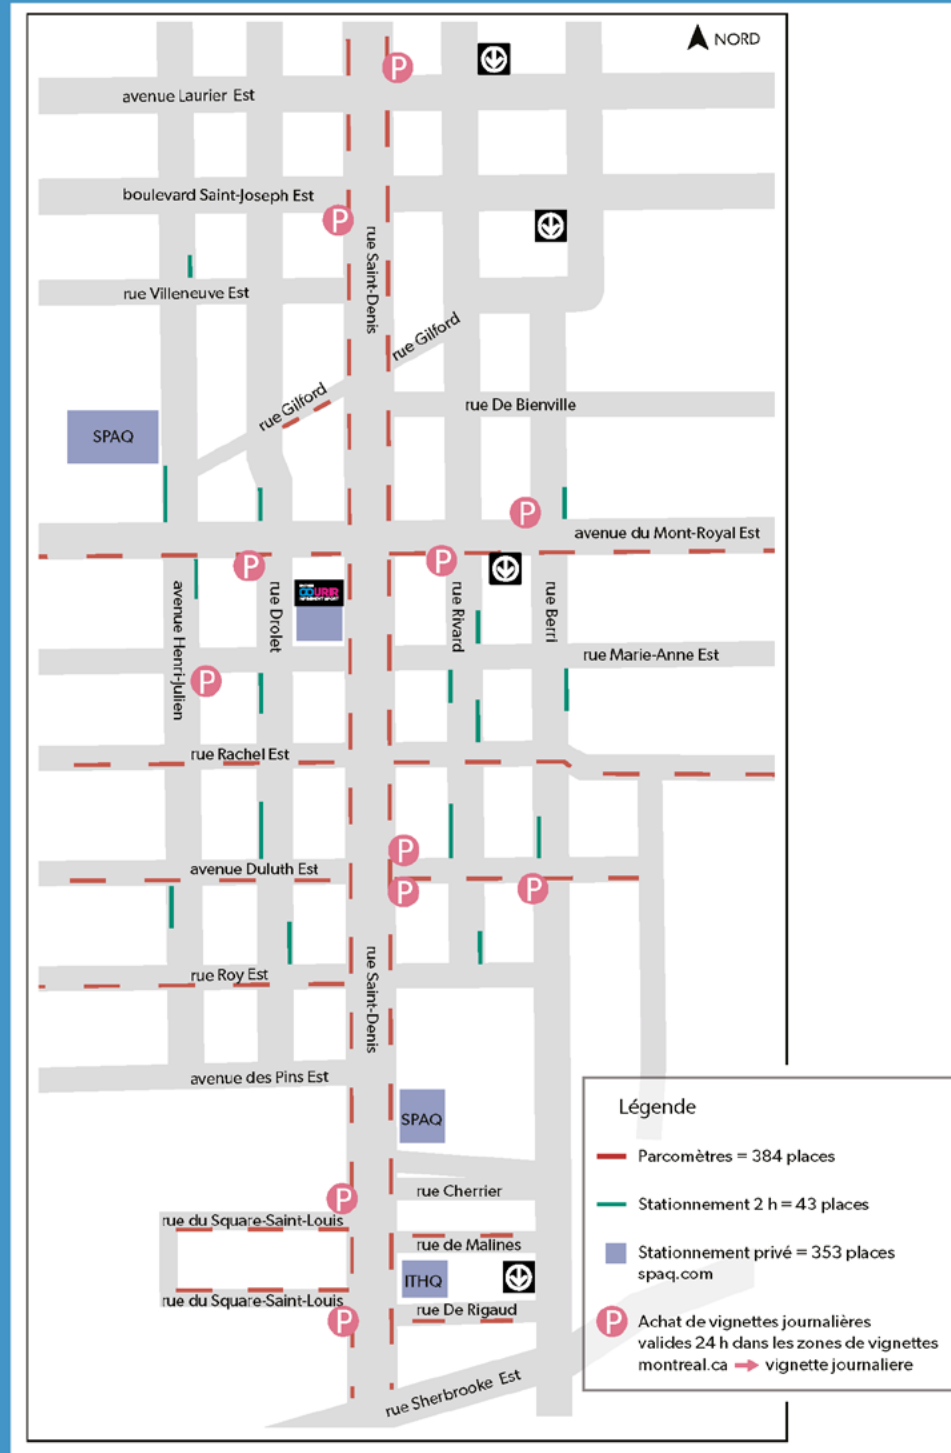 NORD
P
avenue Laurier Est
boulevard Saint-Joseph Est
P
rue Saint-Denis
rue Villeneuve Est
rue Gilford
rue Gilford
rue De Bienville
SPAQ
P
avenue du Mont-Royal Est
P
P
COURIR
avenue Henri-Julien
rue Drolet
rue Rivard
rue Berri
rue Marie-Anne Est
P
rue Rachel Est
P
avenue Duluth Est
P
P
rue Saint-Denis
rue Roy Est
avenue des Pins Est
SPAQ
rue Cherrier
P
rue du Square-Saint-Louis
rue de Malines
ITHQ
rue du Square-Saint-Louis
rue De Rigaud
P
rue Sherbrooke Est
Légende
Parcomètres = 384 places
Stationnement 2 h = 43 places
Stationnement privé = 353 places
spaq.com
P
Achat de vignettes journalières
valides 24 h dans les zones de vignettes
montreal.ca → vignette journaliere